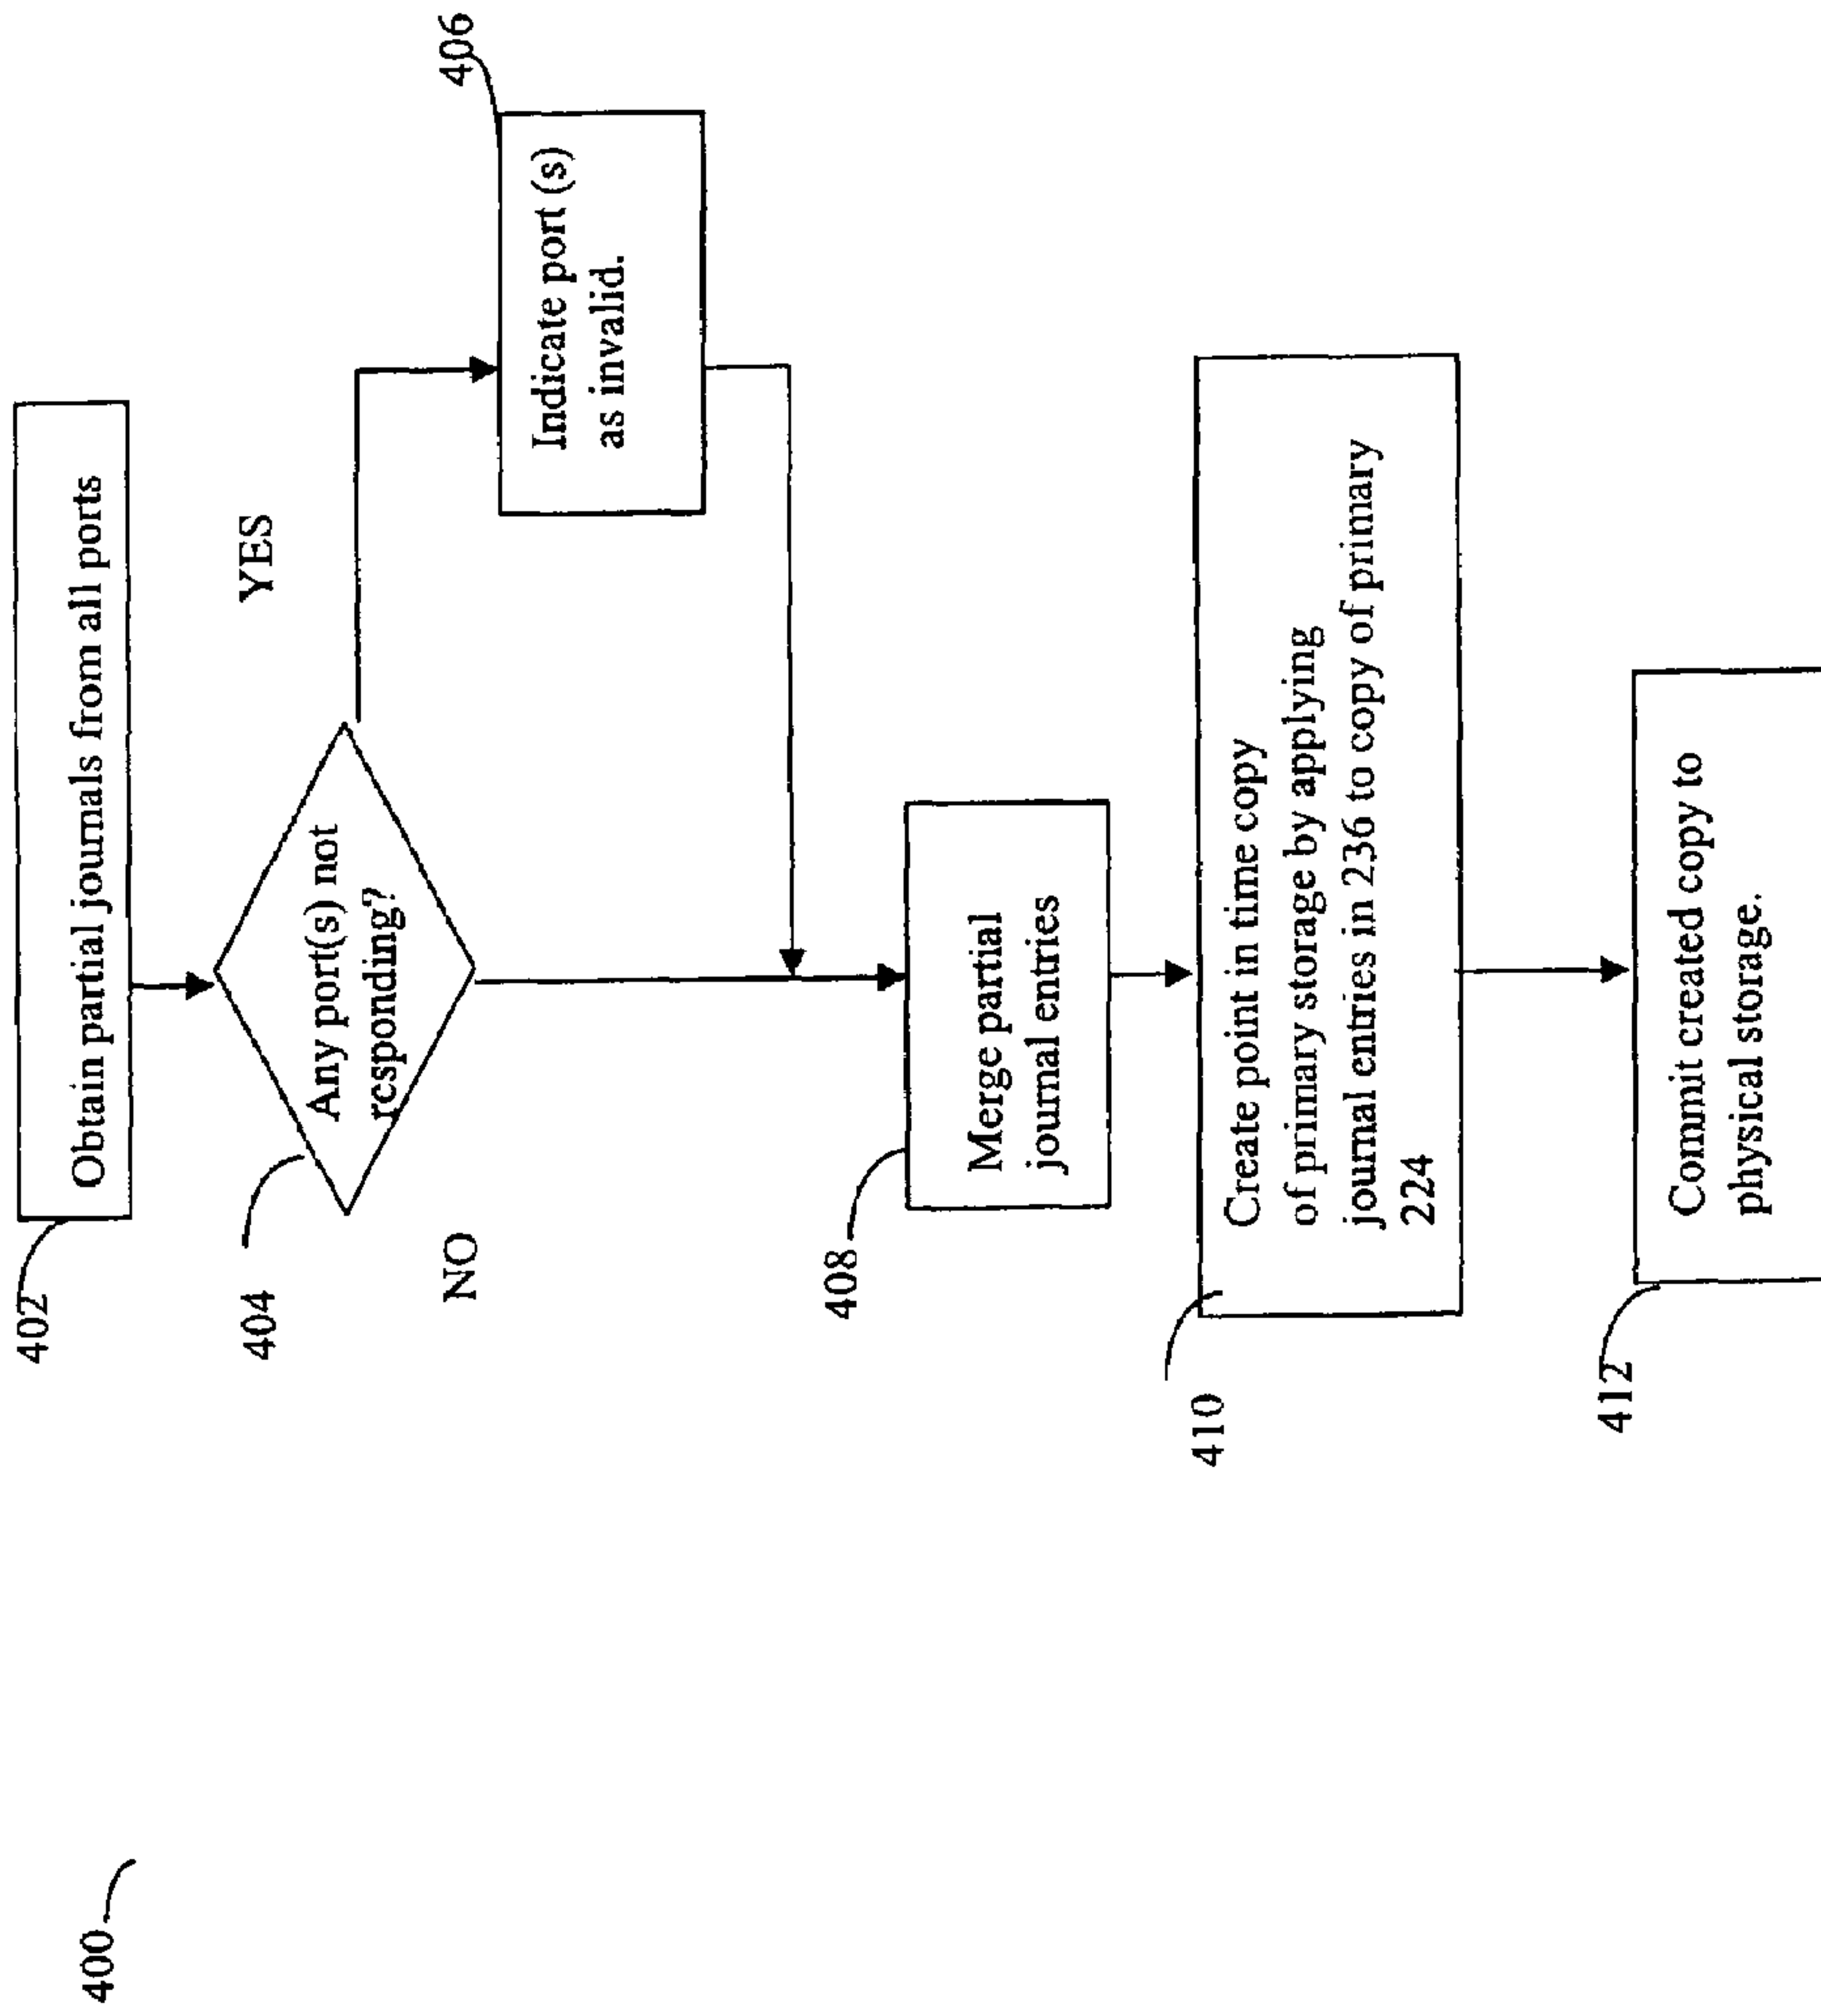 400
402
Obtain partial journals from all ports
404
Any port(s) not
responding?
YES
NO
406
Indicate port (s)
as invalid.
408
Merge partial
journal entries
410
Create point in time copy
of primary storage by applying
journal entries in 236 to copy of primary
224
412
Commit created copy to
physical storage.